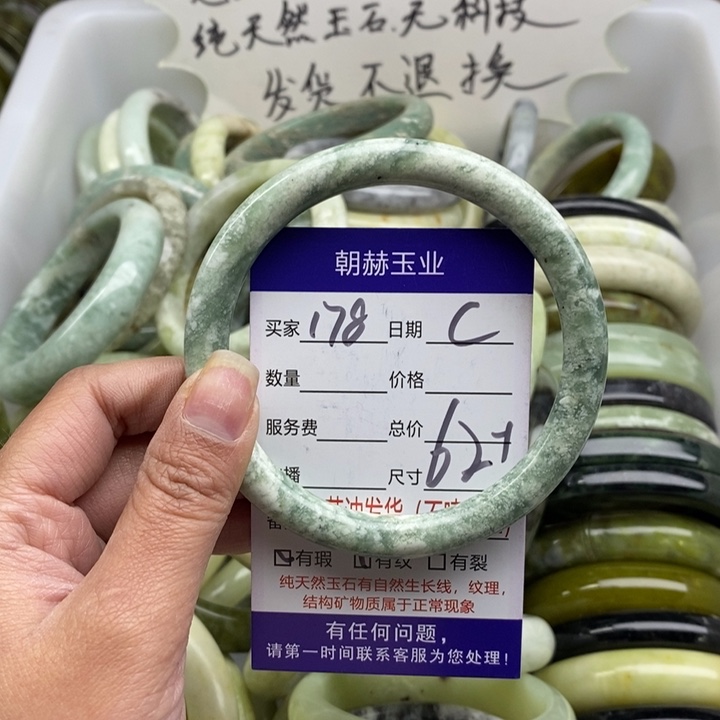 纯天然玉石.无科技
发货不退换
朝赫玉业
买家 178 日期 C
数量 价格
服务费 总价
播 尺寸 62+
有瑕 有纹 有裂
纯天然玉石有自然生长线，纹理，
结构矿物质属于正常现象
有任何问题，
请第一时间联系客服为您处理！